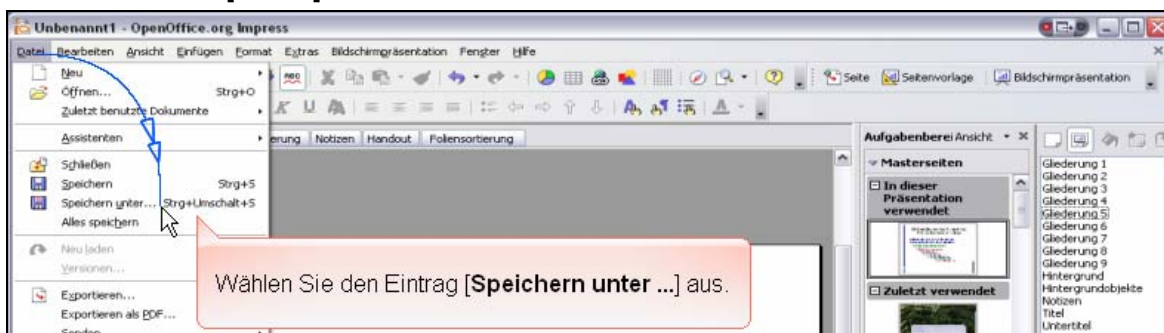 Unbenannt1 - OpenOffice.org Impress
Datei Bearbeiten Ansicht Einfügen Format Extras Bildschirmpräsentation Fenster Hilfe
Neu
Öffnen... Strg+O
Zuletzt benutzte Dokumente
Assistenten
Schließen
Speichern Strg+S
Speichern unter... Strg+Umschalt+S
Alles speichern
Neu laden
Versionen...
Exportieren...
Exportieren als PDF...
Senden
ABC
Seite Seitenvorlage Bildschirmpräsentation
erung Notizen Handout Foliensortierung
Wählen Sie den Eintrag [Speichern unter ...] aus.
Aufgabenberei Ansicht
Masterseiten
In dieser
Präsentation
verwendet
Zuletzt verwendet
Gliederung 1
Gliederung 2
Gliederung 3
Gliederung 4
Gliederung 5
Gliederung 6
Gliederung 7
Gliederung 8
Gliederung 9
Hintergrund
Hintergrundobjekte
Notizen
Titel
Untertitel